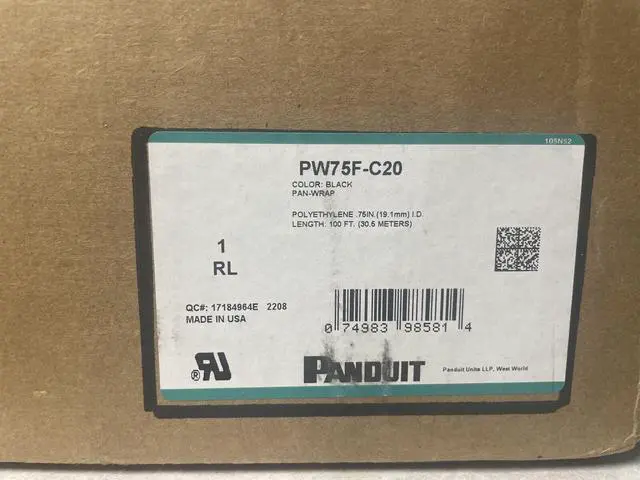 105N52
PW75F-C20
COLOR: BLACK
PAN-WRAP
POLYETHYLENE .75IN.(19.1mm) I.D.
LENGTH: 100 FT. (30.5 METERS)
1
RL
QC#: 17184964E 2208
MADE IN USA
0 74983 98581 4
®
PANDUIT
Panduit Unite LLP, West World